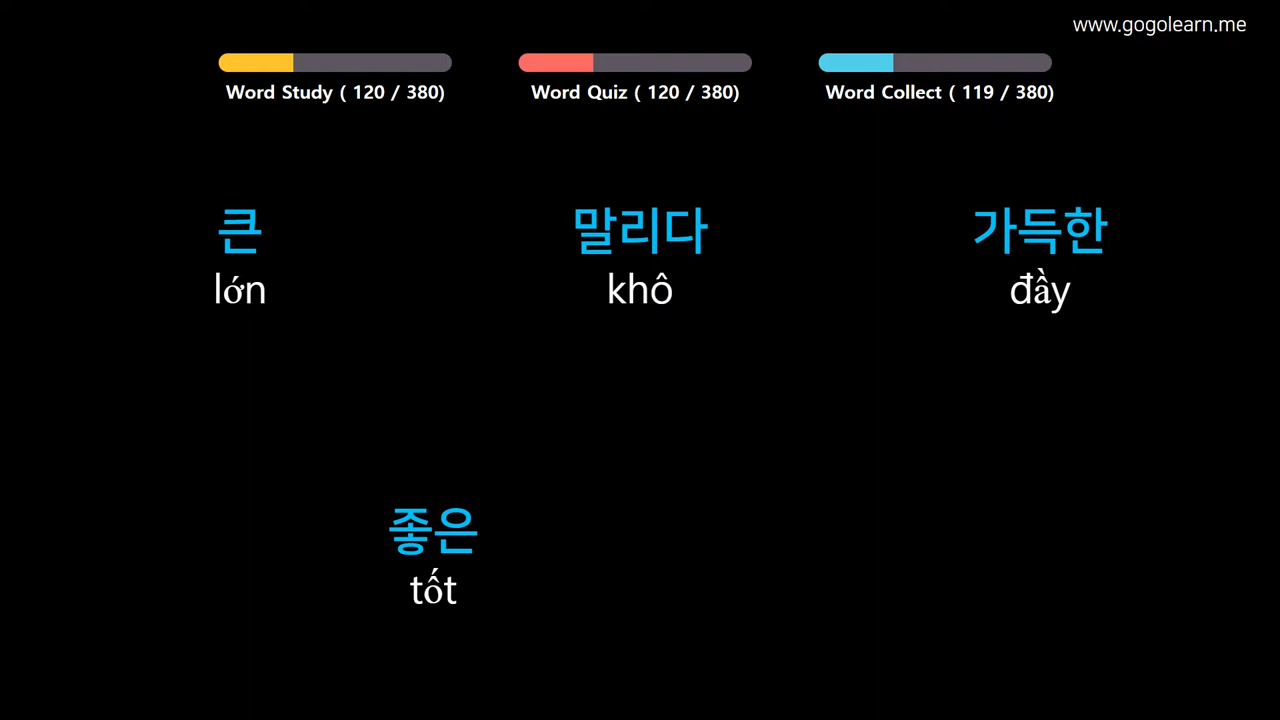 www.gogolearn.me
Word Study ( 120 / 380)
Word Quiz ( 120 / 380)
Word Collect ( 119 / 380)
큰
lớn
말리다
khô
가득한
đầy
좋은
tốt